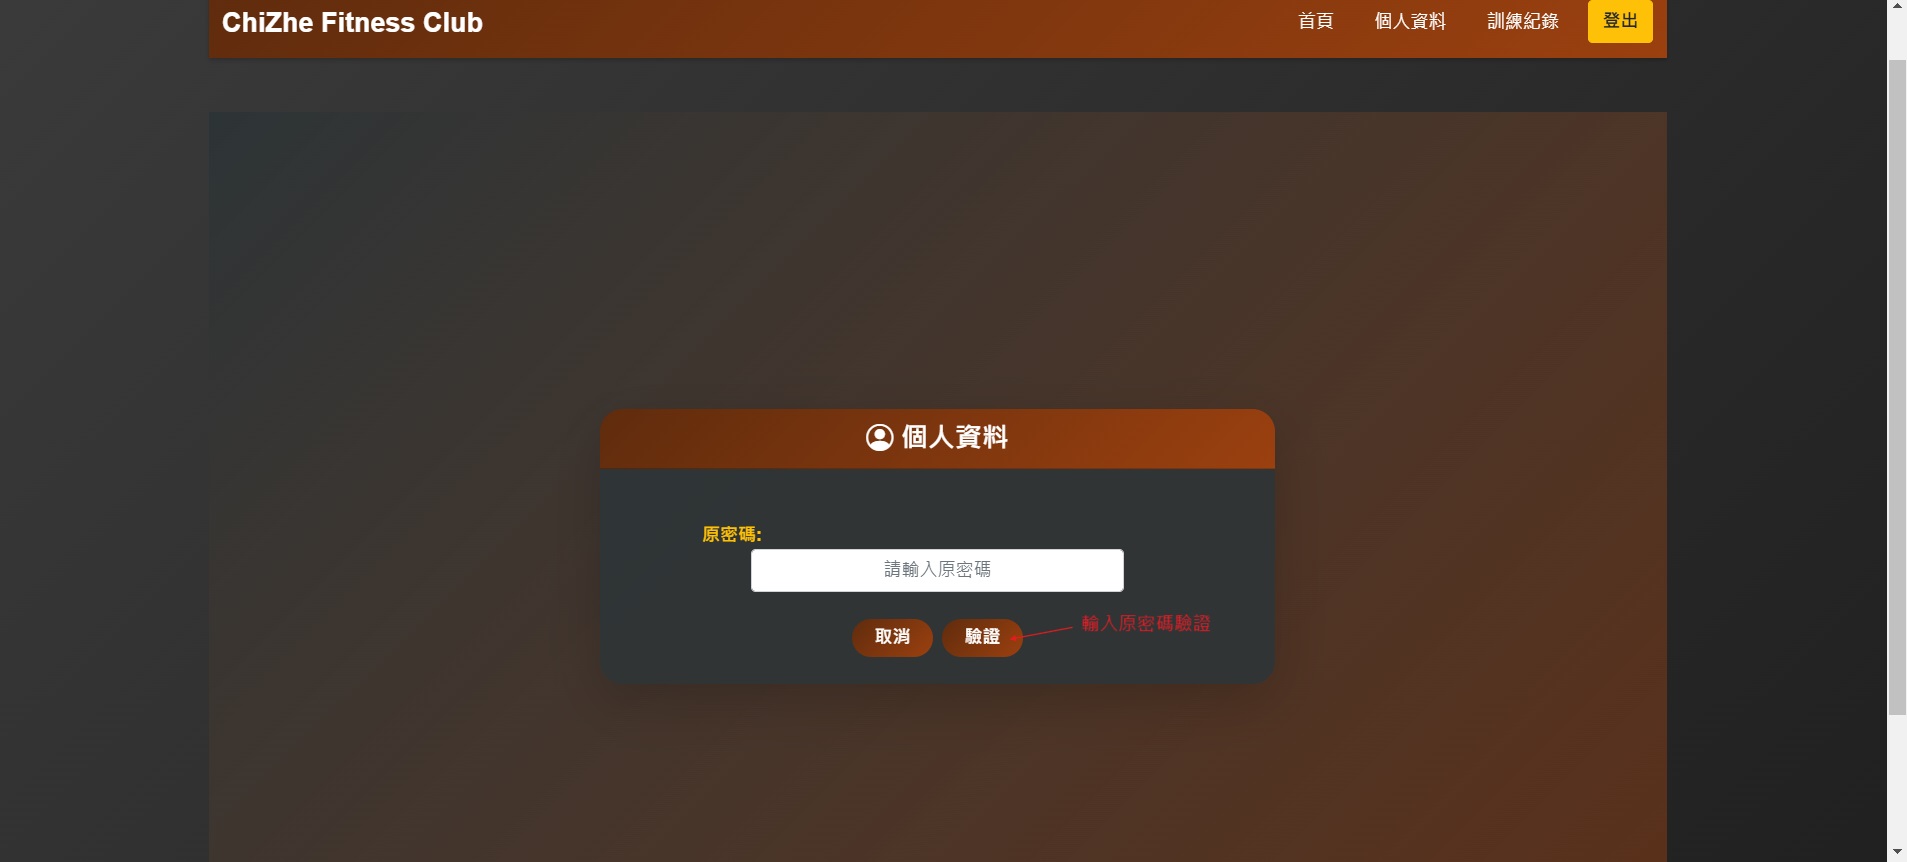 ChiZhe Fitness Club
首頁 個人資料 訓練紀錄 登出
個人資料
原密碼:
請輸入原密碼
取消 驗證
輸入原密碼驗證